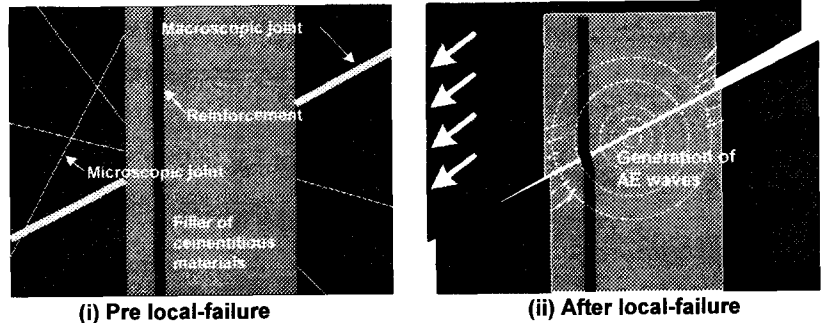 Macroscopic joint
Reinforcement
Microscopic joint
Filler of
cementitious
materials
(i) Pre local-failure
Generation of
AE waves
(ii) After local-failure